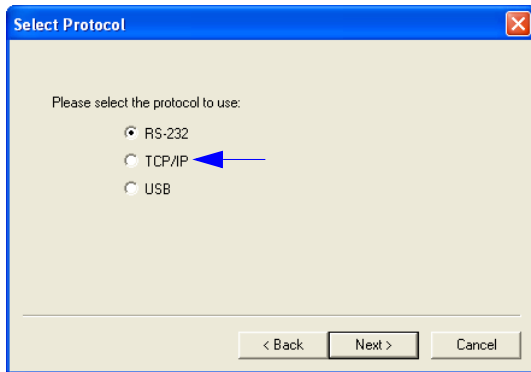 Select Protocol
Please select the protocol to use:
RS-232
TCP/IP
USB
< Back Next > Cancel